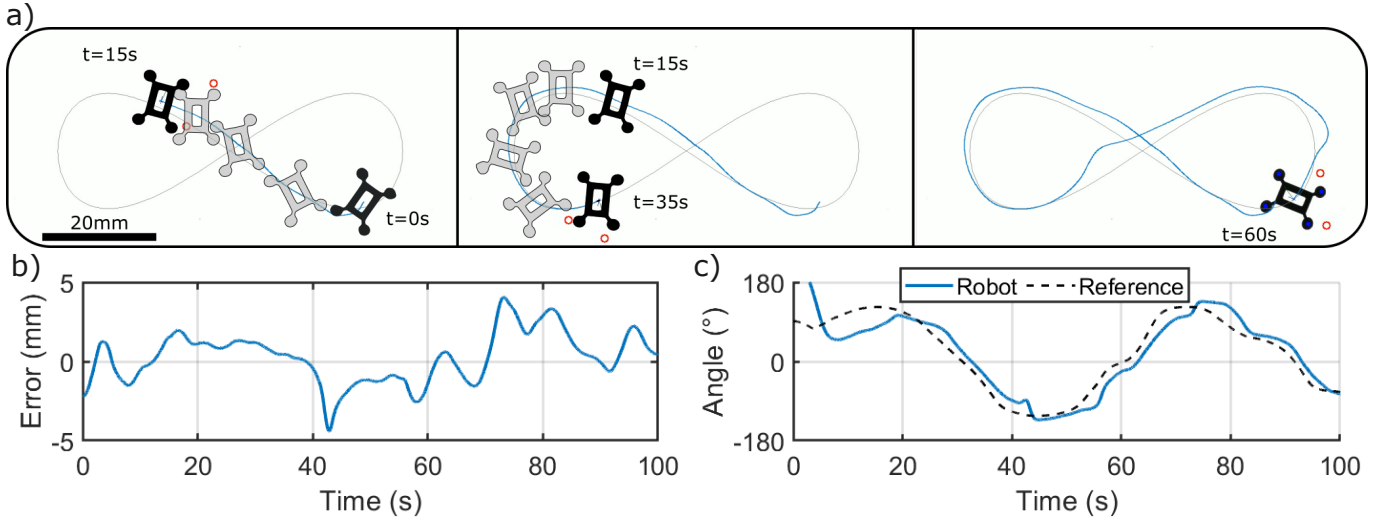 a)
t=15s
t=0s
20mm
t=15s
t=35s
t=60s
b)
5
0
-5
Error (mm)
0 20 40 60 80 100
Time (s)
c)
Robot Reference
180
0
-180
Angle (°)
0 20 40 60 80 100
Time (s)